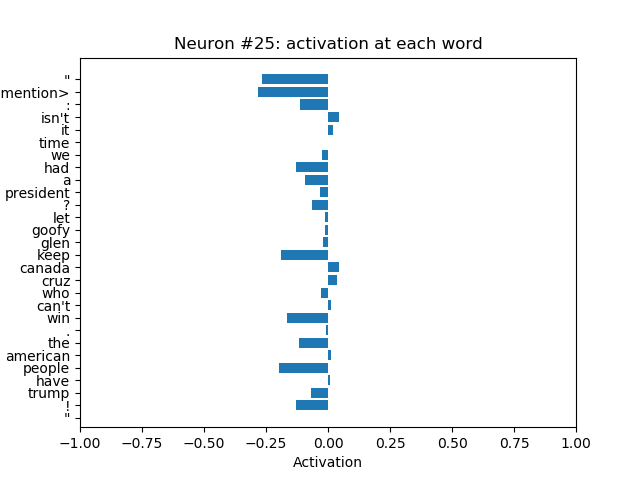 Neuron #25: activation at each word
"
mention>
.
isn't
it
time
we
had
a
president
?
let
goofy
glen
keep
canada
cruz
who
can't
win
.
the
american
people
have
trump
!
"
−1.00 −0.75 −0.50 −0.25 0.00 0.25 0.50 0.75 1.00
Activation